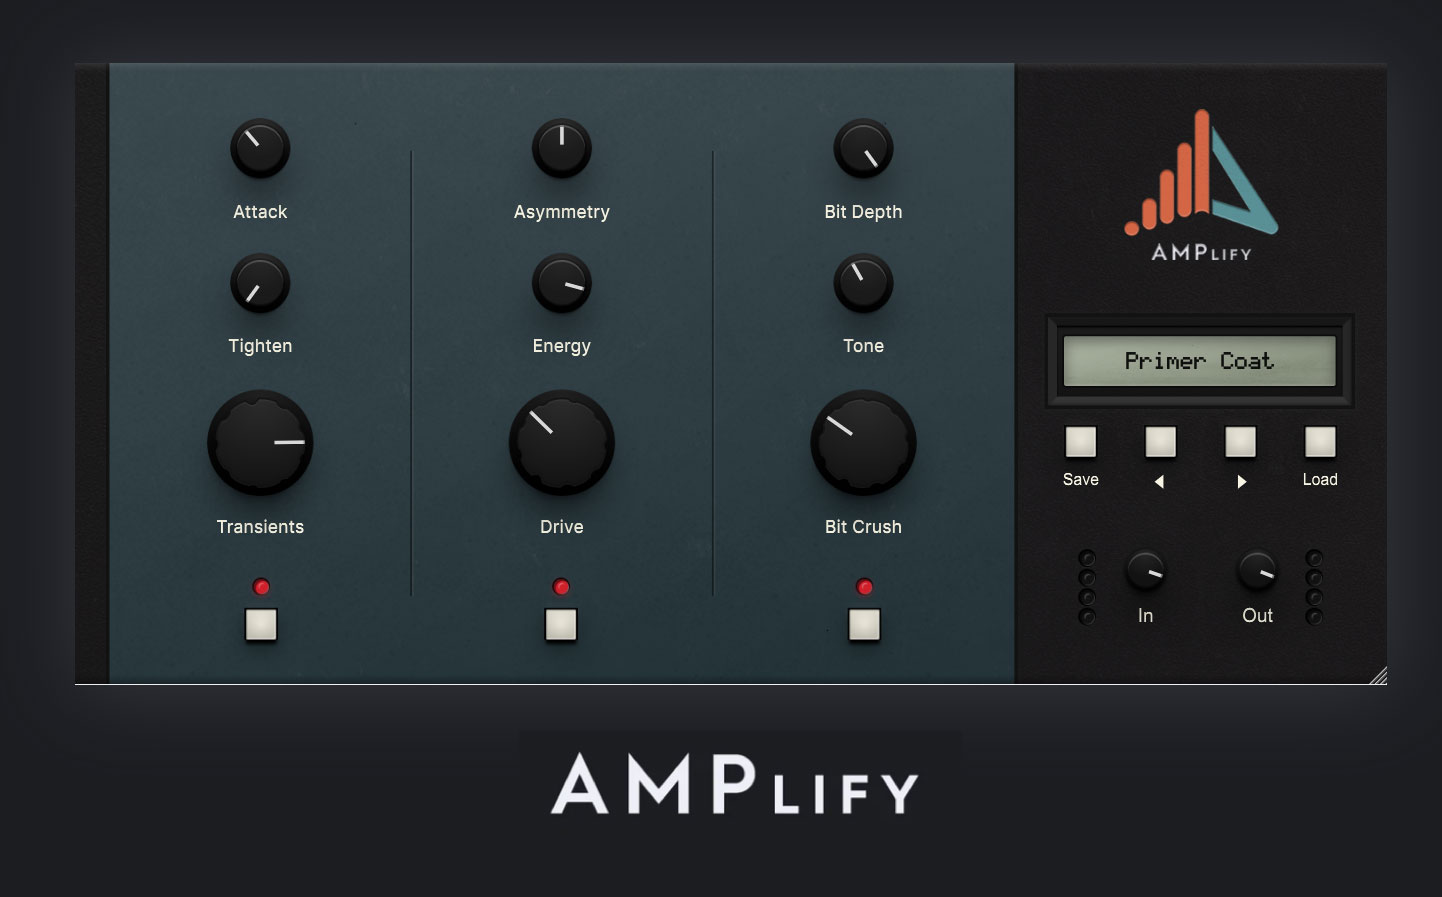 Attack
Asymmetry
Bit Depth
AMPLIFY
Tighten
Energy
Tone
Primer Coat
Save
Load
Transients
Drive
Bit Crush
In
Out
AMPLIFY